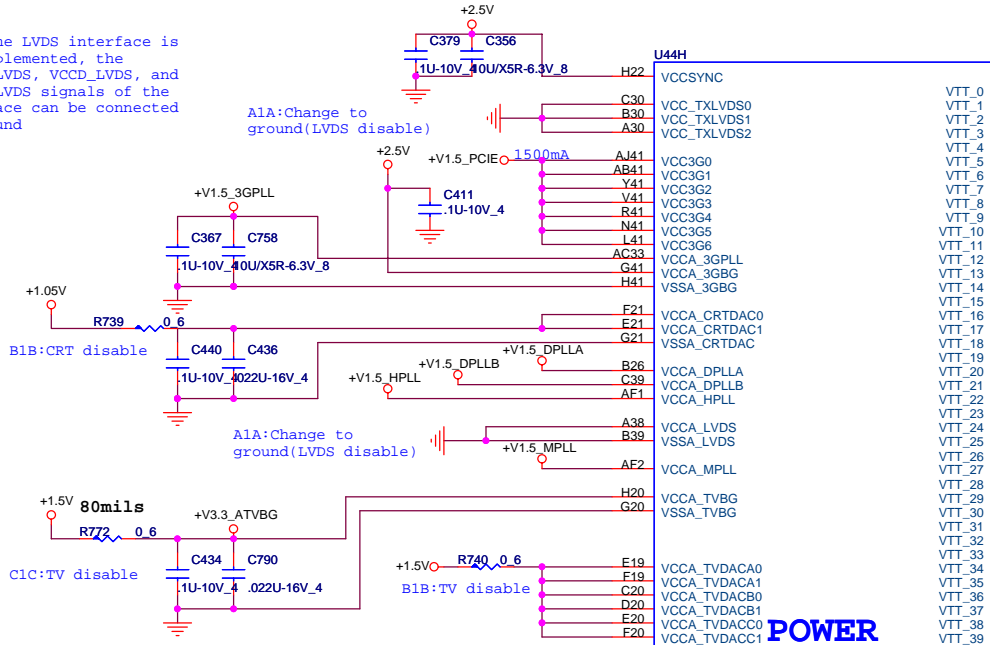 +2.5V
C379 C356
.1U-10V_4 10U/X5R-6.3V_8
ne LVDS interface is
plemented, the
LVDS, VCCD_LVDS, and
LVDS signals of the
ace can be connected
und
A1A:Change to
ground(LVDS disable)
U44H
H22 VCCSYNC
C30 VCC_TXLVDS0
B30 VCC_TXLVDS1
A30 VCC_TXLVDS2
+2.5V
+V1.5_PCIE 1500mA
AJ41 VCC3G0
AB41 VCC3G1
Y41 VCC3G2
V41 VCC3G3
R41 VCC3G4
N41 VCC3G5
L41 VCC3G6
AC33 VCCA_3GPLL
G41 VCCA_3GBG
H41 VSSA_3GBG
C411
.1U-10V_4
+V1.5_3GPLL
C367 C758
.1U-10V_4 10U/X5R-6.3V_8
+1.05V
R739 0_6
B1B:CRT disable
C440 C436
.1U-10V_4 .022U-16V_4
F21 VCCA_CRTDAC0
E21 VCCA_CRTDAC1
G21 VSSA_CRTDAC
+V1.5_DPLLA
+V1.5_DPLLB
+V1.5_HPLL
B26 VCCA_DPLLA
C39 VCCA_DPLLB
AF1 VCCA_HPLL
A1A:Change to
ground(LVDS disable)
A38 VCCA_LVDS
B39 VSSA_LVDS
+V1.5_MPLL
AF2 VCCA_MPLL
H20 VCCA_TVBG
G20 VSSA_TVBG
+1.5V 80mils
R772 0_6
+V3.3_ATVBG
C1C:TV disable
C434 C790
.1U-10V_4 .022U-16V_4
+1.5V R740 0_6
B1B:TV disable
E19 VCCA_TVDACA0
F19 VCCA_TVDACA1
C20 VCCA_TVDACB0
D20 VCCA_TVDACB1
E20 VCCA_TVDACC0
F20 VCCA_TVDACC1
POWER
VTT_0
VTT_1
VTT_2
VTT_3
VTT_4
VTT_5
VTT_6
VTT_7
VTT_8
VTT_9
VTT_10
VTT_11
VTT_12
VTT_13
VTT_14
VTT_15
VTT_16
VTT_17
VTT_18
VTT_19
VTT_20
VTT_21
VTT_22
VTT_23
VTT_24
VTT_25
VTT_26
VTT_27
VTT_28
VTT_29
VTT_30
VTT_31
VTT_32
VTT_33
VTT_34
VTT_35
VTT_36
VTT_37
VTT_38
VTT_39